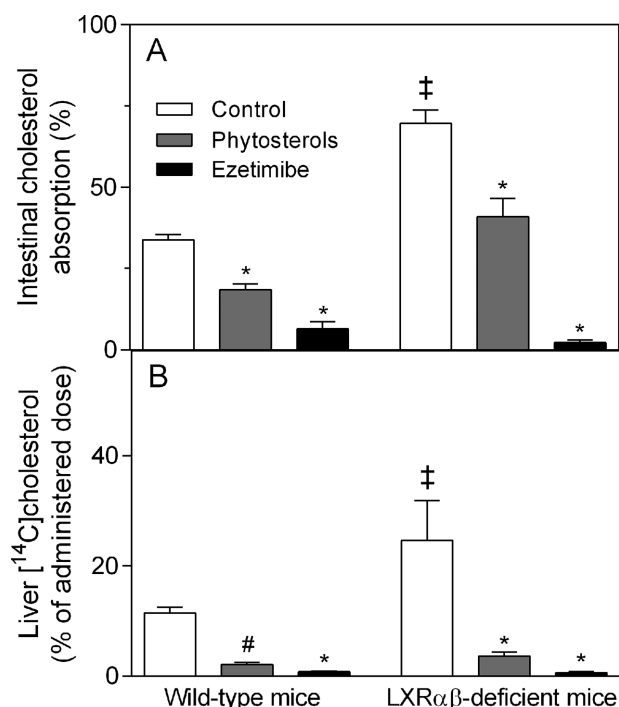 100
A
‡
Control
Phytosterols
Ezetimibe
Intestinal cholesterol
absorption (%)
50
*
*
*
*
0
B
Liver [¹⁴C]cholesterol
(% of administered dose)
40
‡
20
#
*
*
*
0
Wild-type mice
LXRαβ-deficient mice